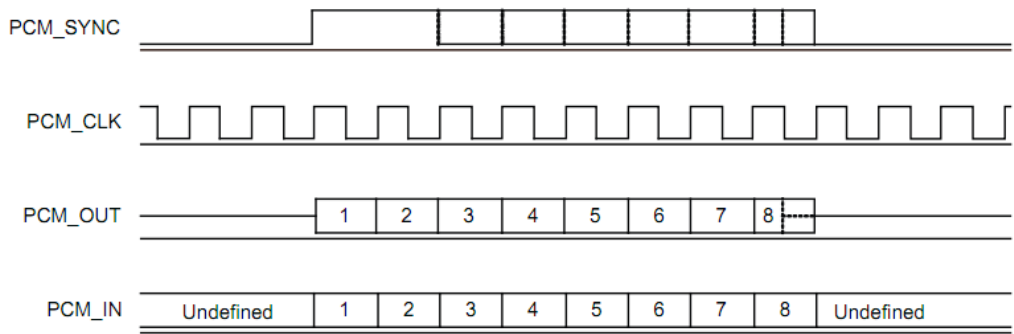 PCM_SYNC
PCM_CLK
PCM_OUT 1 2 3 4 5 6 7 8
PCM_IN Undefined 1 2 3 4 5 6 7 8 Undefined